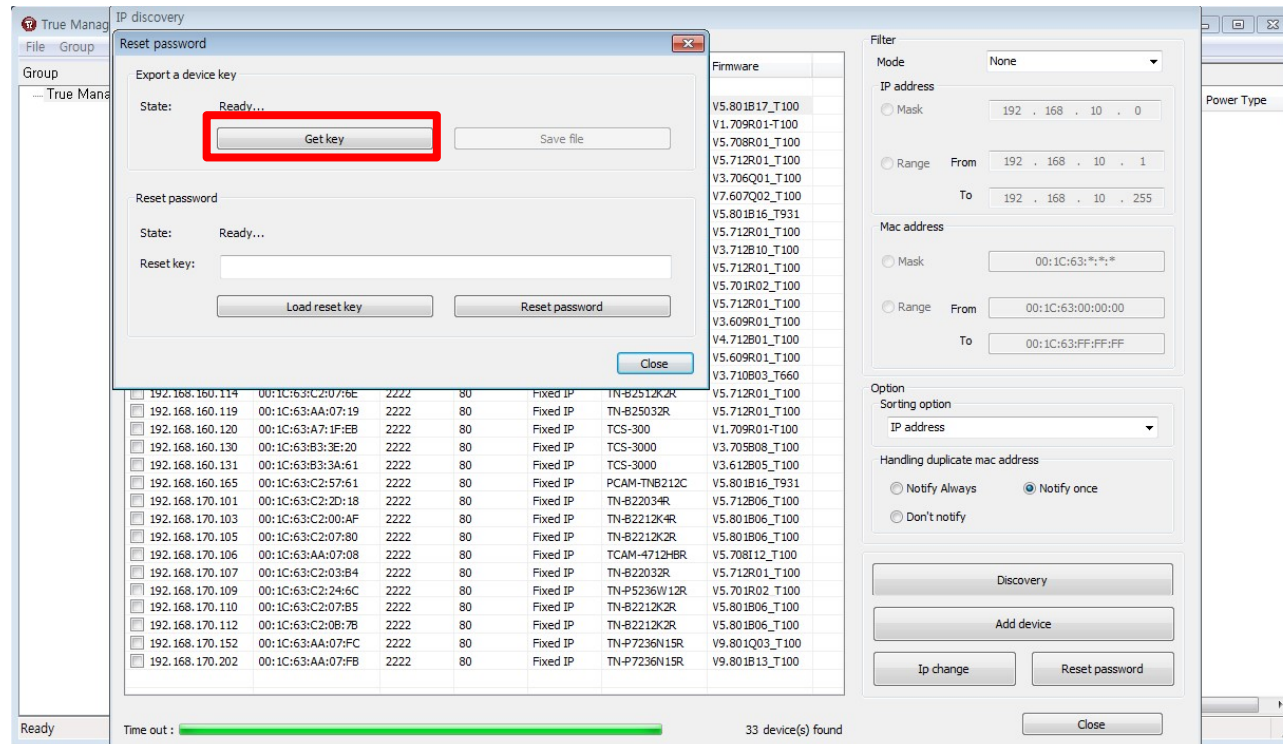 True Manag
IP discovery
File Group
Reset password
Group
True Mana
Export a device key
State: Ready...
Get key Save file
Reset password
State: Ready...
Reset key:
Load reset key Reset password
Close
Firmware
V5.801B17_T100
V1.709R01-T100
V5.708R01_T100
V5.712R01_T100
V3.706Q01_T100
V7.607Q02_T100
V5.801B16_T931
V5.712R01_T100
V3.712B10_T100
V5.712R01_T100
V5.701R02_T100
V5.712R01_T100
V3.609R01_T100
V4.712B01_T100
V5.609R01_T100
V3.710B03_T660
192.168.160.114 00:1C:63:C2:07:6E 2222 80 Fixed IP TN-B2512K2R V5.712R01_T100
192.168.160.119 00:1C:63:AA:07:19 2222 80 Fixed IP TN-B25032R V5.712R01_T100
192.168.160.120 00:1C:63:A7:1F:EB 2222 80 Fixed IP TCS-300 V1.709R01-T100
192.168.160.130 00:1C:63:B3:3E:20 2222 80 Fixed IP TCS-3000 V3.705B08_T100
192.168.160.131 00:1C:63:B3:3A:61 2222 80 Fixed IP TCS-3000 V3.612B05_T100
192.168.160.165 00:1C:63:C2:57:61 2222 80 Fixed IP PCAM-TNB212C V5.801B16_T931
192.168.170.101 00:1C:63:C2:2D:18 2222 80 Fixed IP TN-B22034R V5.712B06_T100
192.168.170.103 00:1C:63:C2:00:AF 2222 80 Fixed IP TN-B2212K4R V5.801B06_T100
192.168.170.105 00:1C:63:C2:07:80 2222 80 Fixed IP TN-B2212K2R V5.801B06_T100
192.168.170.106 00:1C:63:AA:07:08 2222 80 Fixed IP TCAM-4712HBR V5.708I12_T100
192.168.170.107 00:1C:63:C2:03:B4 2222 80 Fixed IP TN-B22032R V5.712R01_T100
192.168.170.109 00:1C:63:C2:24:6C 2222 80 Fixed IP TN-P5236W12R V5.701R02_T100
192.168.170.110 00:1C:63:C2:07:B5 2222 80 Fixed IP TN-B2212K2R V5.801B06_T100
192.168.170.112 00:1C:63:C2:0B:7B 2222 80 Fixed IP TN-B2212K2R V5.801B06_T100
192.168.170.152 00:1C:63:AA:07:FC 2222 80 Fixed IP TN-P7236N15R V9.801Q03_T100
192.168.170.202 00:1C:63:AA:07:FB 2222 80 Fixed IP TN-P7236N15R V9.801B13_T100
Time out : 33 device(s) found
Filter
Mode None
IP address
Mask 192 . 168 . 10 . 0
Range From 192 . 168 . 10 . 1
To 192 . 168 . 10 . 255
Mac address
Mask 00:1C:63:*:*:*
Range From 00:1C:63:00:00:00
To 00:1C:63:FF:FF:FF
Option
Sorting option
IP address
Handling duplicate mac address
Notify Always Notify once
Don't notify
Discovery
Add device
Ip change Reset password
Close
Power Type
Ready